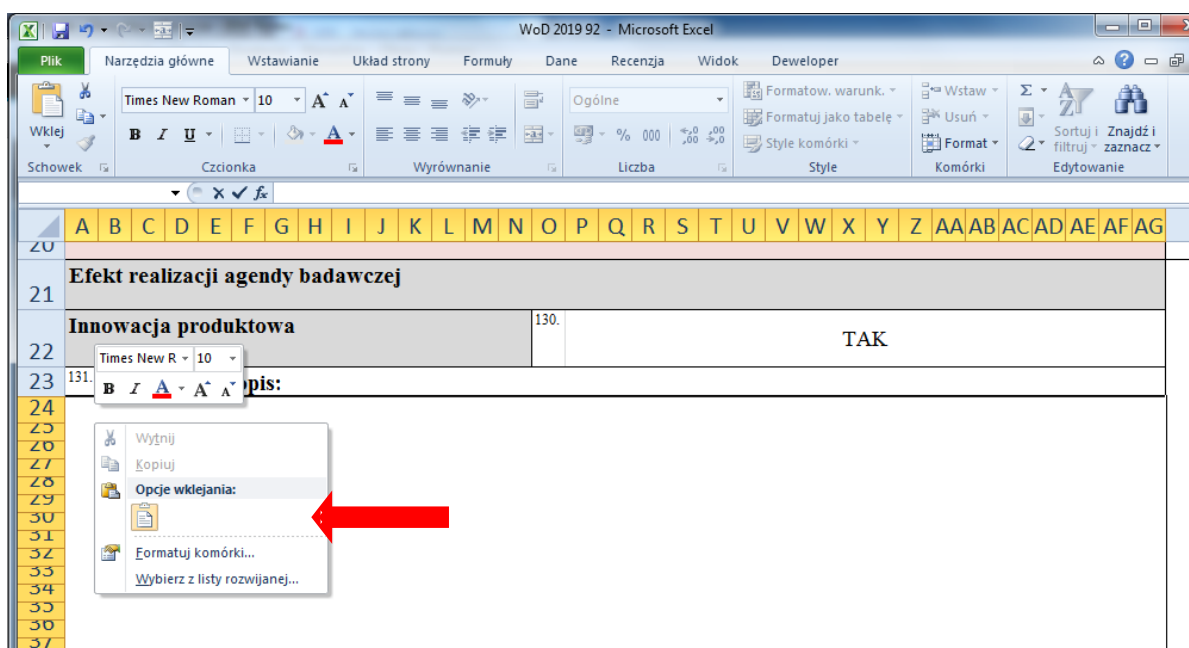 WoD 2019 92 - Microsoft Excel
Plik Narzędzia główne Wstawianie Układ strony Formuły Dane Recenzja Widok Deweloper
Times New Roman 10 A A Ogólne Formatow. warunk. Wstaw Σ
Formatuj jako tabelę Usuń
Wklej B I U A % 000 ,00 ,0 Style komórki Format Sortuj i filtruj Znajdź i zaznacz
Schowek Czcionka Wyrównanie Liczba Style Komórki Edytowanie
fx
A B C D E F G H I J K L M N O P Q R S T U V W X Y Z AA AB AC AD AE AF AG
20
21 Efekt realizacji agendy badawczej
22 Innowacja produktowa 130. TAK
Times New R 10
23 131. opis:
B I A A A
24
25
26 Wytnij
27 Kopiuj
28 Opcje wklejania:
29
30
31
32 Formatuj komórki...
33 Wybierz z listy rozwijanej...
34
35
36
37